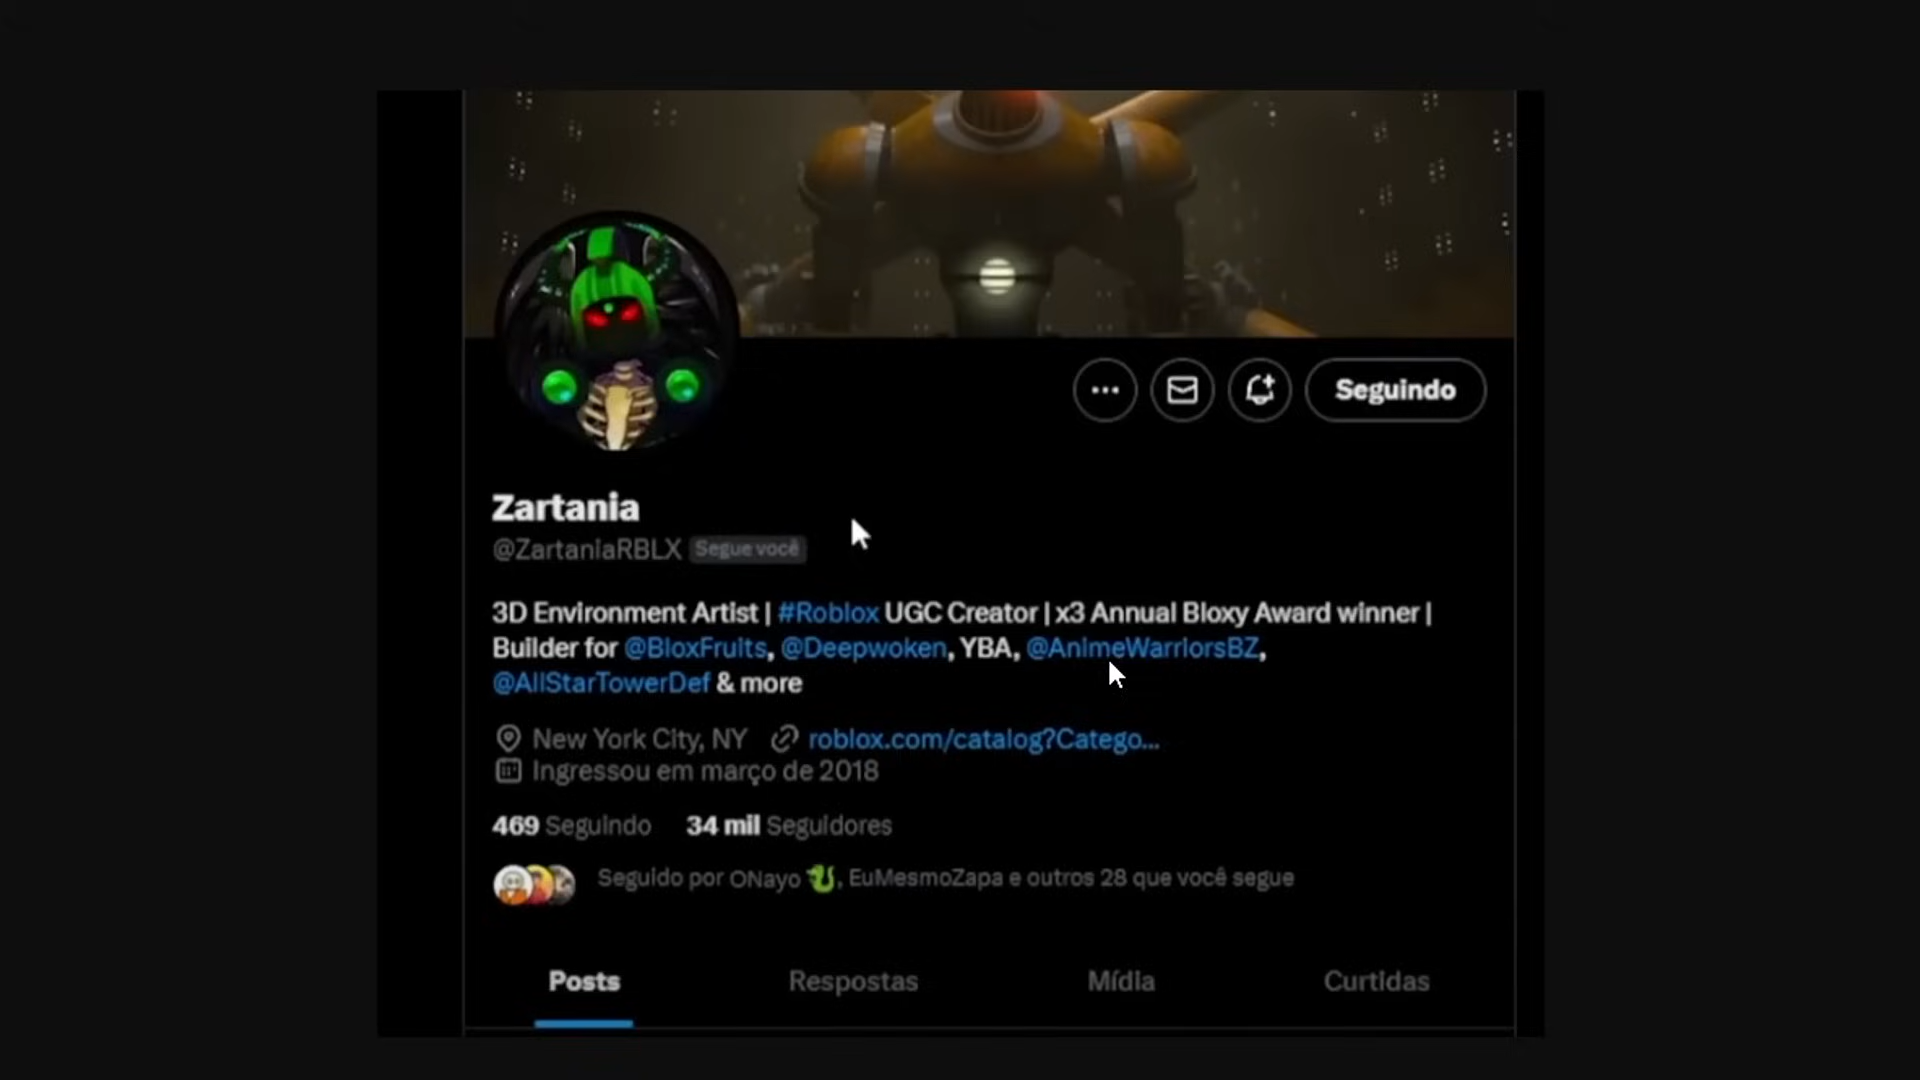 Seguindo
Zartania
@ZartaniaRBLX Segue você
3D Environment Artist | #Roblox UGC Creator | x3 Annual Bloxy Award winner |
Builder for @BloxFruits, @Deepwoken, YBA, @AnimeWarriorsBZ,
@AllStarTowerDef & more
New York City, NY roblox.com/catalog?Catego...
Ingressou em março de 2018
469 Seguindo 34 mil Seguidores
Seguido por ONayo 🐉, EuMesmoZapa e outros 28 que você segue
Posts Respostas Mídia Curtidas